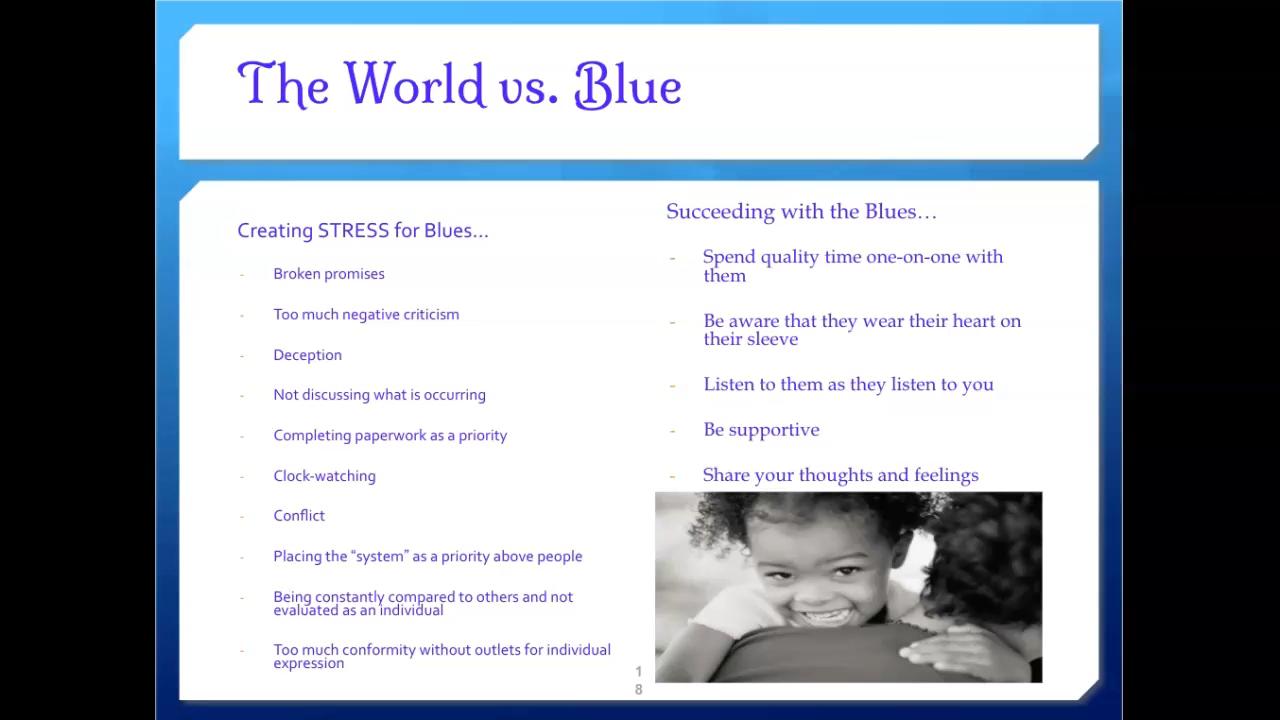 The World vs. Blue
Creating STRESS for Blues...
- Broken promises
- Too much negative criticism
- Deception
- Not discussing what is occurring
- Completing paperwork as a priority
- Clock-watching
- Conflict
- Placing the “system” as a priority above people
- Being constantly compared to others and not
evaluated as an individual
- Too much conformity without outlets for individual
expression
Succeeding with the Blues…
- Spend quality time one-on-one with
them
- Be aware that they wear their heart on
their sleeve
- Listen to them as they listen to you
- Be supportive
- Share your thoughts and feelings
1
8